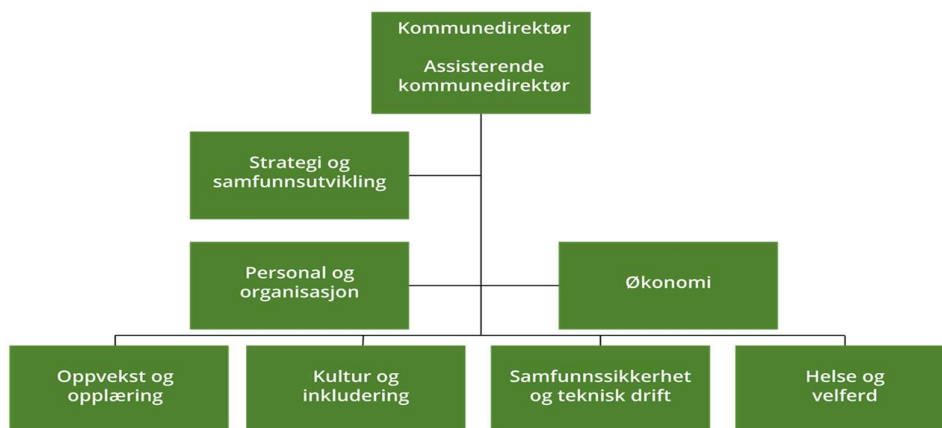 Kommunedirektør
Assisterende
kommunedirektør
Strategi og
samfunnsutvikling
Personal og
organisasjon
Økonomi
Oppvekst og
opplæring
Kultur og
inkludering
Samfunnssikkerhet
og teknisk drift
Helse og
velferd